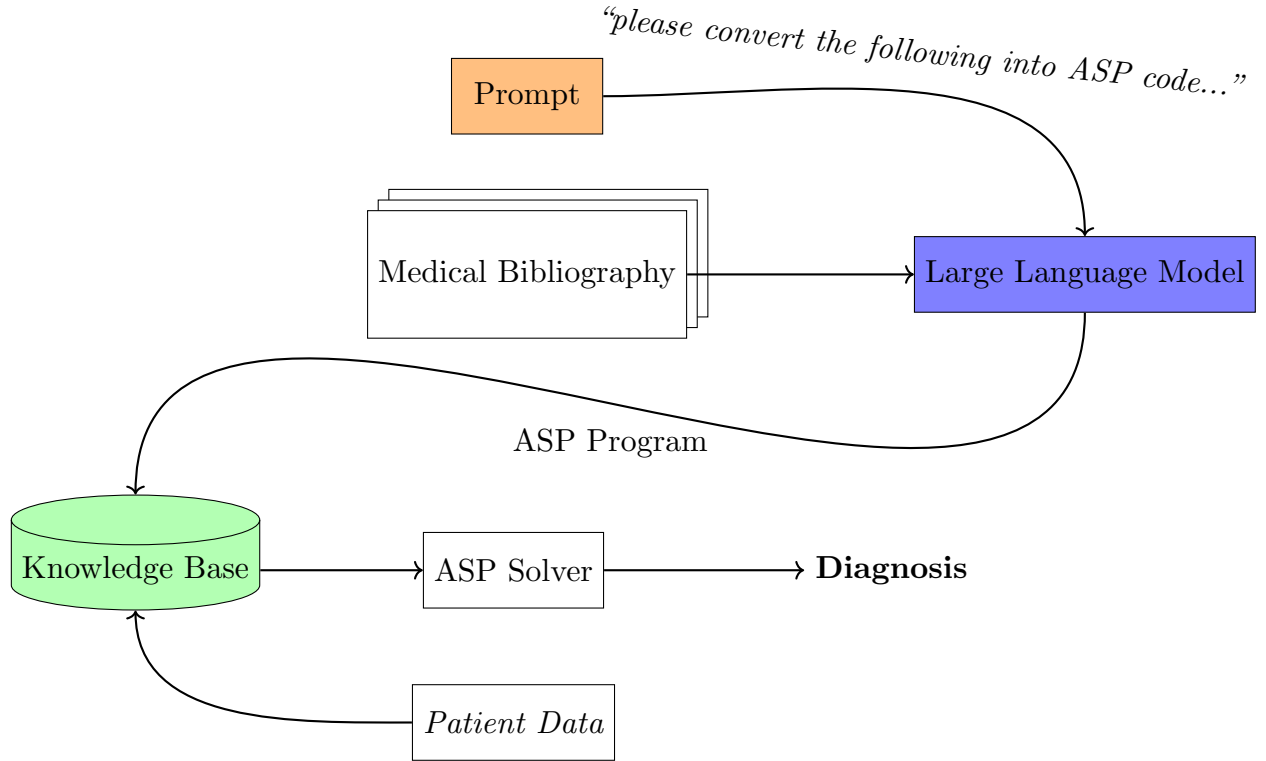 “please convert the following into ASP code...”
Prompt
Medical Bibliography
Large Language Model
ASP Program
Knowledge Base
ASP Solver
Diagnosis
Patient Data